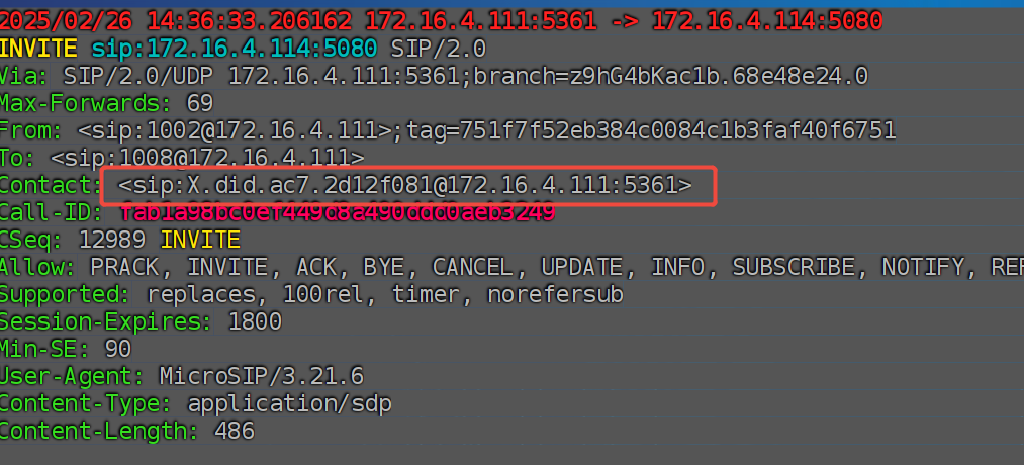 2025/02/26 14:36:33.206162 172.16.4.111:5361 -> 172.16.4.114:5080
INVITE sip:172.16.4.114:5080 SIP/2.0
Via: SIP/2.0/UDP 172.16.4.111:5361;branch=z9hG4bKac1b.68e48e24.0
Max-Forwards: 69
From: <sip:1002@172.16.4.111>;tag=751f7f52eb384c0084c1b3faf40f6751
To: <sip:1008@172.16.4.111>
Contact: <sip:X.did.ac7.2d12f081@172.16.4.111:5361>
Call-ID: fab1a98bc0ef449c8a490ddc0aeb3249
CSeq: 12989 INVITE
Allow: PRACK, INVITE, ACK, BYE, CANCEL, UPDATE, INFO, SUBSCRIBE, NOTIFY, REF
Supported: replaces, 100rel, timer, norefersub
Session-Expires: 1800
Min-SE: 90
User-Agent: MicroSIP/3.21.6
Content-Type: application/sdp
Content-Length: 486